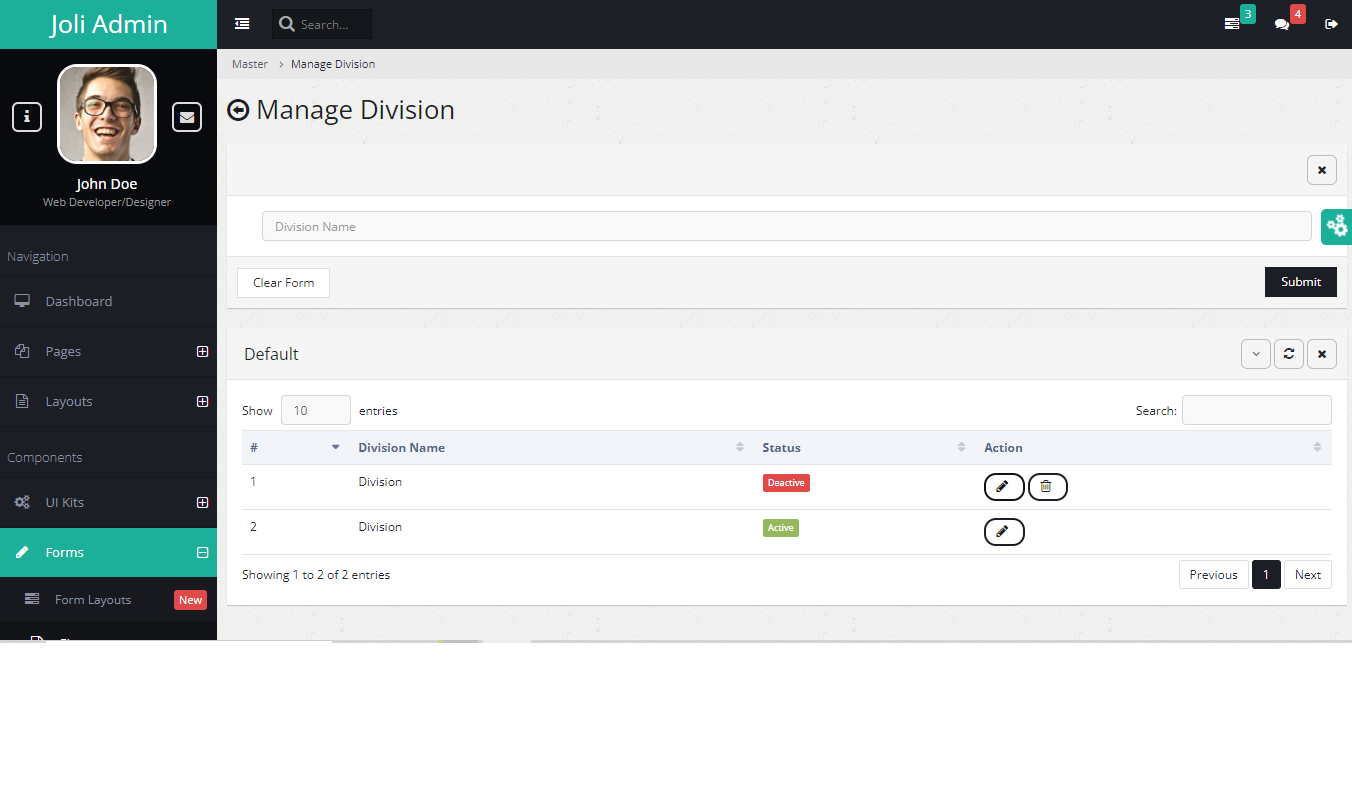 Joli Admin
Search...
3
4
John Doe
Web Developer/Designer
Navigation
Dashboard
Pages
Layouts
Components
UI Kits
Forms
Form Layouts New
Master > Manage Division
Manage Division
Division Name
Clear Form Submit
Default
Show 10 entries Search:
# Division Name Status Action
1 Division Deactive
2 Division Active
Showing 1 to 2 of 2 entries Previous 1 Next